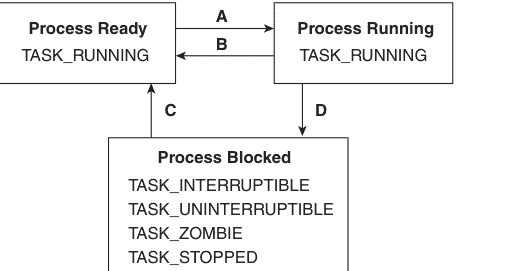 Process Ready
TASK_RUNNING
A
B
Process Running
TASK_RUNNING
C
D
Process Blocked
TASK_INTERRUPTIBLE
TASK_UNINTERRUPTIBLE
TASK_ZOMBIE
TASK_STOPPED